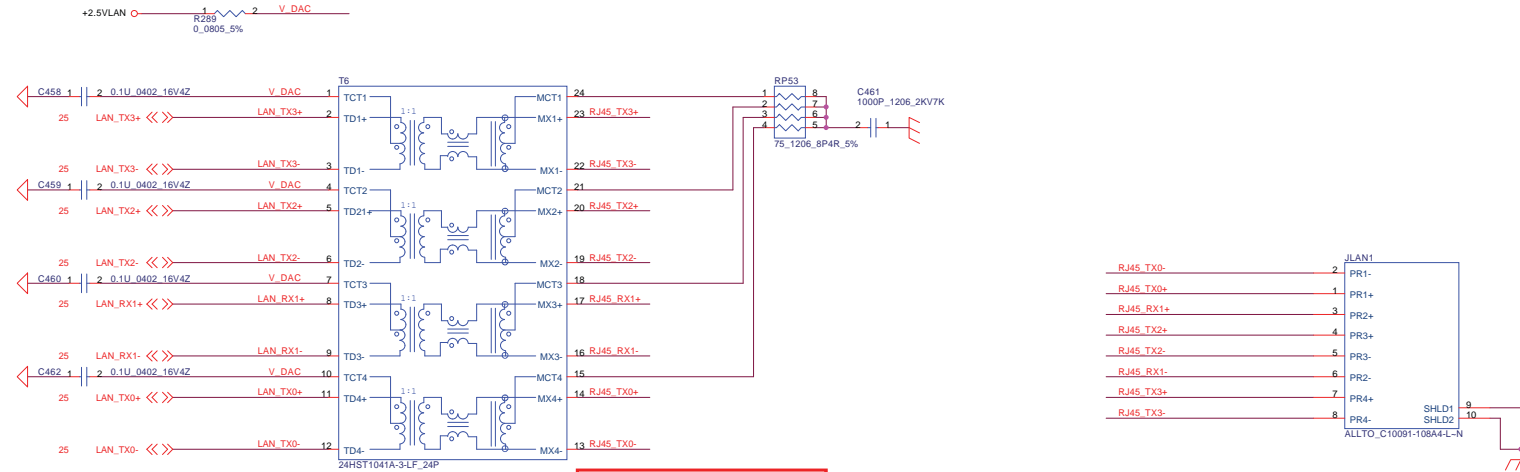 +2.5VLAN 1 2 V_DAC
R289
0_0805_5%
T6 RP53
C458 1 2 0.1U_0402_16V4Z V_DAC 1 TCT1 MCT1 24 1 8 C461
1000P_1206_2KV7K
25 LAN_TX3+ LAN_TX3+ 2 TD1+ 1:1 MX1+ 23 RJ45_TX3+ 2 7
3 6
4 5 2 1
75_1206_8P4R_5%
25 LAN_TX3- LAN_TX3- 3 TD1- MX1- 22 RJ45_TX3-
C459 1 2 0.1U_0402_16V4Z V_DAC 4 TCT2 MCT2 21
25 LAN_TX2+ LAN_TX2+ 5 TD21+ 1:1 MX2+ 20 RJ45_TX2+
25 LAN_TX2- LAN_TX2- 6 TD2- MX2- 19 RJ45_TX2-
C460 1 2 0.1U_0402_16V4Z V_DAC 7 TCT3 MCT3 18
25 LAN_RX1+ LAN_RX1+ 8 TD3+ 1:1 MX3+ 17 RJ45_RX1+
25 LAN_RX1- LAN_RX1- 9 TD3- MX3- 16 RJ45_RX1-
C462 1 2 0.1U_0402_16V4Z V_DAC 10 TCT4 MCT4 15
25 LAN_TX0+ LAN_TX0+ 11 TD4+ 1:1 MX4+ 14 RJ45_TX0+
25 LAN_TX0- LAN_TX0- 12 TD4- MX4- 13 RJ45_TX0-
24HST1041A-3-LF_24P
JLAN1
RJ45_TX0- 2 PR1-
RJ45_TX0+ 1 PR1+
RJ45_RX1+ 3 PR2+
RJ45_TX2+ 4 PR3+
RJ45_TX2- 5 PR3-
RJ45_RX1- 6 PR2-
RJ45_TX3+ 7 PR4+
SHLD1 9
RJ45_TX3- 8 PR4- SHLD2 10
ALLTO_C10091-108A4-L~N